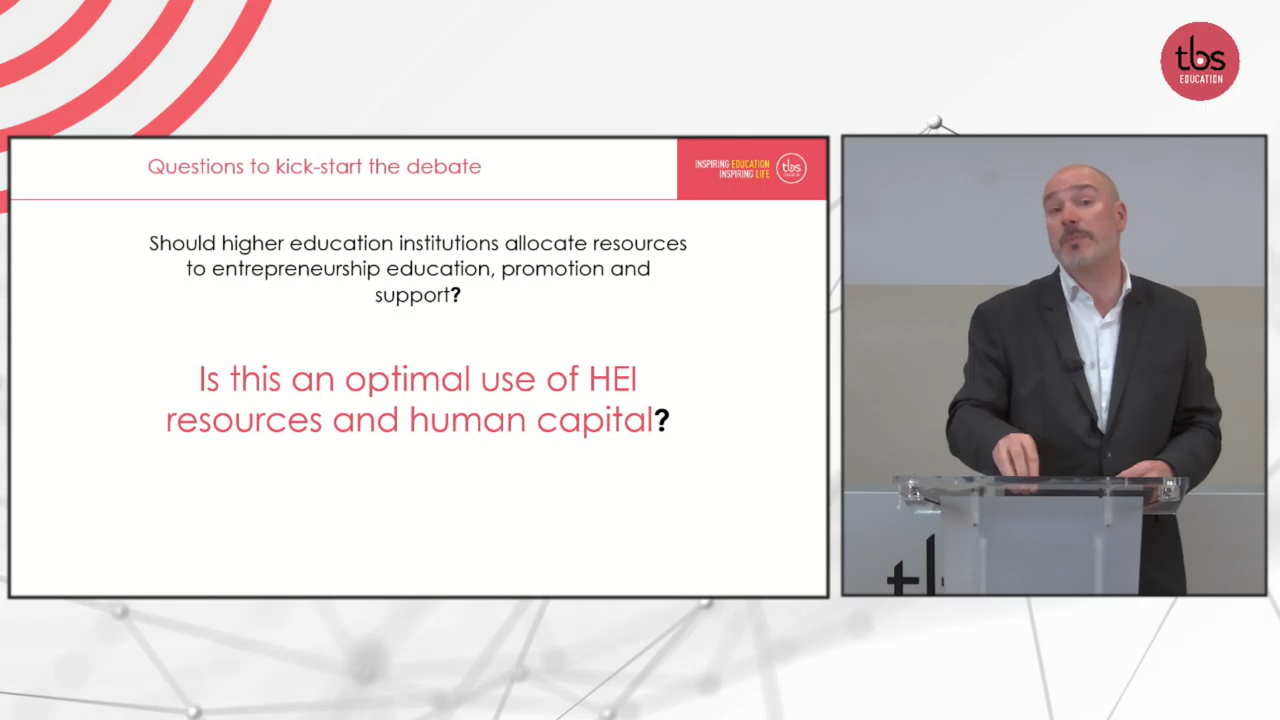 tbs
EDUCATION
Questions to kick-start the debate
INSPIRING EDUCATION
INSPIRING LIFE
tbs
Should higher education institutions allocate resources
to entrepreneurship education, promotion and
support?
Is this an optimal use of HEI
resources and human capital?